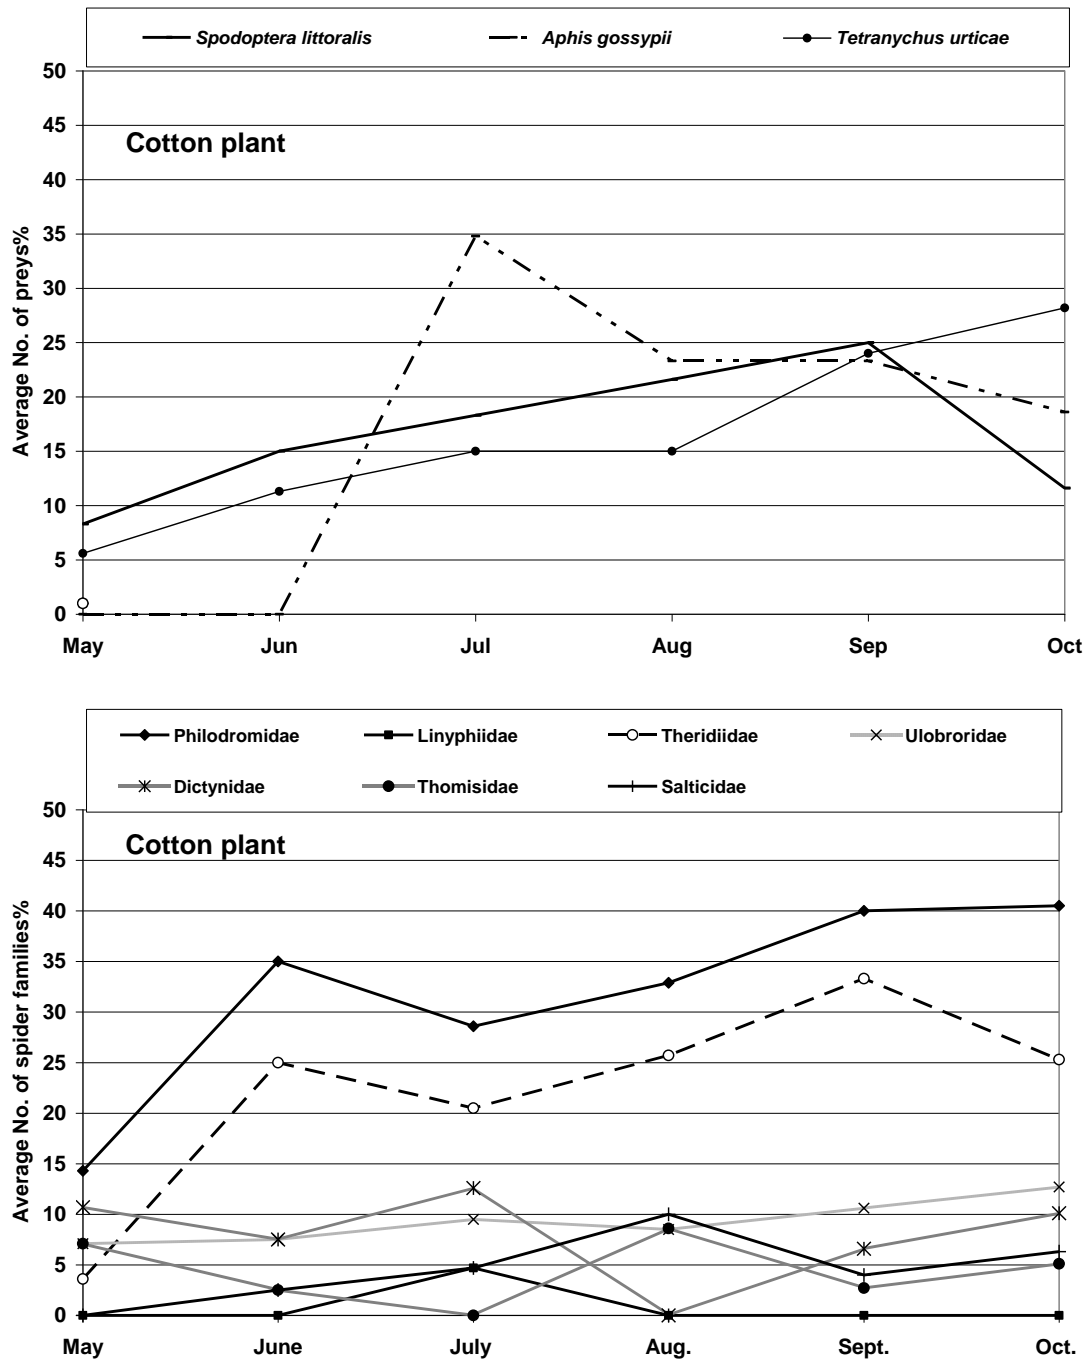 Spodoptera littoralis Aphis gossypii Tetranychus urticae
50
45
Cotton plant
40
35
30
25
20
15
10
5
0
Average No. of preys%
May Jun Jul Aug Sep Oct
Philodromidae Linyphiidae Theridiidae Ulobroridae
Dictynidae Thomisidae Salticidae
50
Cotton plant
45
40
35
30
25
20
15
10
5
0
Average No. of spider families%
May June July Aug. Sept. Oct.